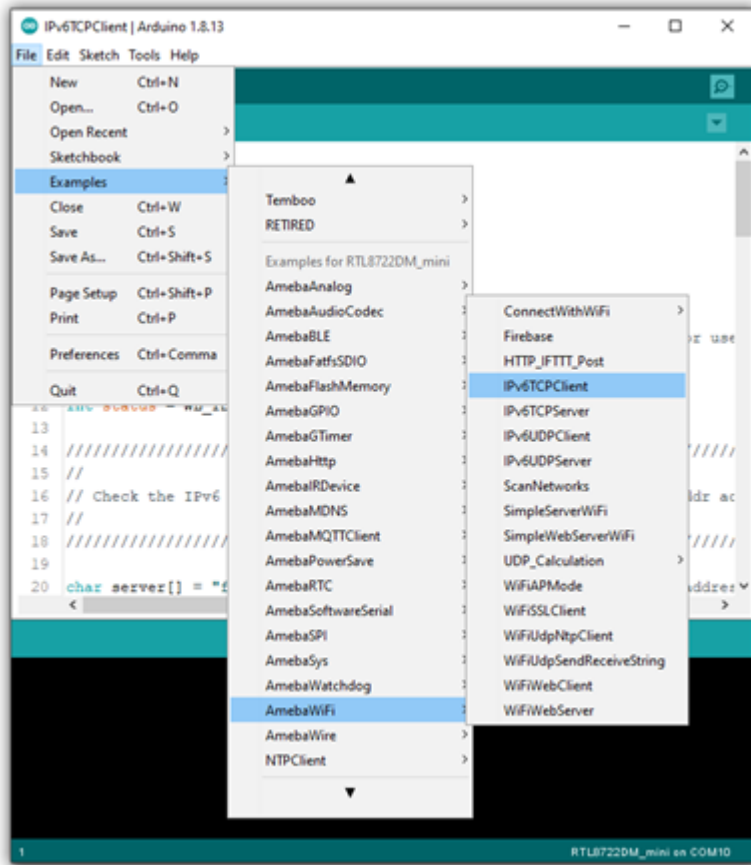 IPv6TCPClient | Arduino 1.8.13
File Edit Sketch Tools Help
New Ctrl+N
Open... Ctrl+O
Open Recent
Sketchbook
Examples
Close Ctrl+W
Save Ctrl+S
Save As... Ctrl+Shift+S
Page Setup Ctrl+Shift+P
Print Ctrl+P
Preferences Ctrl+Comma
Quit Ctrl+Q
Temboo
RETIRED
Examples for RTL8722DM_mini
AmebaAnalog
AmebaAudioCodec
AmebaBLE
AmebaFatfsSDIO
AmebaFlashMemory
AmebaGPIO
AmebaGTimer
AmebaHttp
AmebaIRDevice
AmebaMDNS
AmebaMQTTClient
AmebaPowerSave
AmebaRTC
AmebaSoftwareSerial
AmebaSPI
AmebaSys
AmebaWatchdog
AmebaWiFi
AmebaWire
NTPClient
ConnectWithWiFi
Firebase
HTTP_IFTTT_Post
IPv6TCPClient
IPv6TCPServer
IPv6UDPClient
IPv6UDPServer
ScanNetworks
SimpleServerWiFi
SimpleWebServerWiFi
UDP_Calculation
WiFiAPMode
WiFiSSLClient
WiFiUdpNtpClient
WiFiUdpSendReceiveString
WiFiWebClient
WiFiWebServer
or use
12 int status =
13
14 //////////////////
15 //
16 // Check the IPv6
17 //
18 //////////////////
19
20 char server[] = "f
1
RTL8722DM_mini on COM10